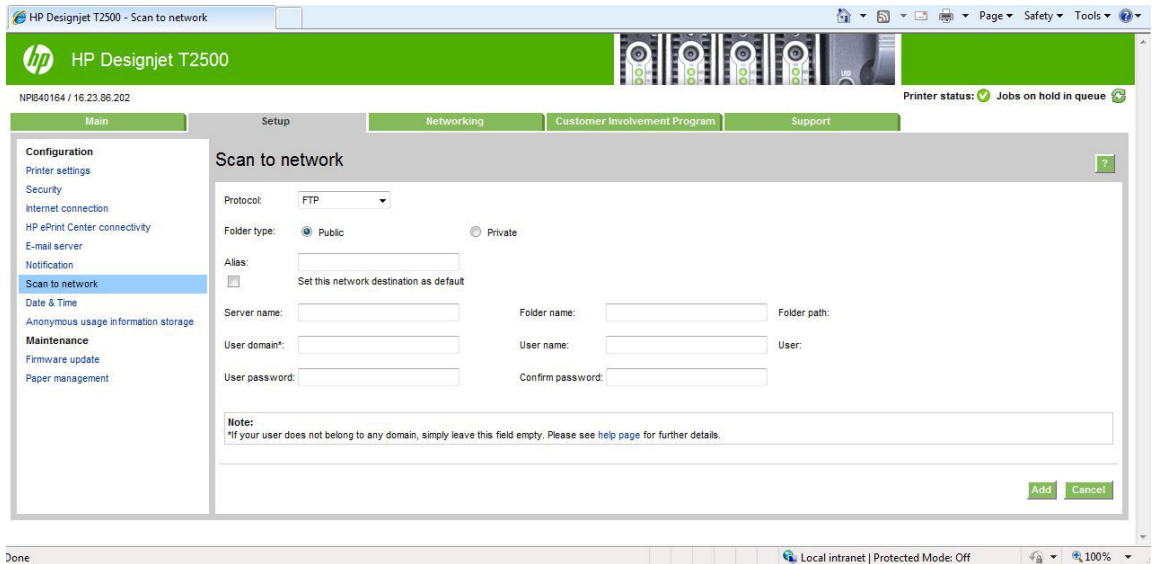 HP Designjet T2500 - Scan to network
Page Safety Tools
hp HP Designjet T2500
UID
NPI840164 / 16.23.86.202
Printer status: Jobs on hold in queue
Main Setup Networking Customer Involvement Program Support
Configuration
Printer settings
Security
Internet connection
HP ePrint Center connectivity
E-mail server
Notification
Scan to network
Date & Time
Anonymous usage information storage
Maintenance
Firmware update
Paper management
Scan to network
?
Protocol: FTP
Folder type: Public Private
Alias:
Set this network destination as default
Server name: Folder name: Folder path:
User domain*: User name: User:
User password: Confirm password:
Note:
*If your user does not belong to any domain, simply leave this field empty. Please see help page for further details.
Add Cancel
Done
Local intranet | Protected Mode: Off
100%